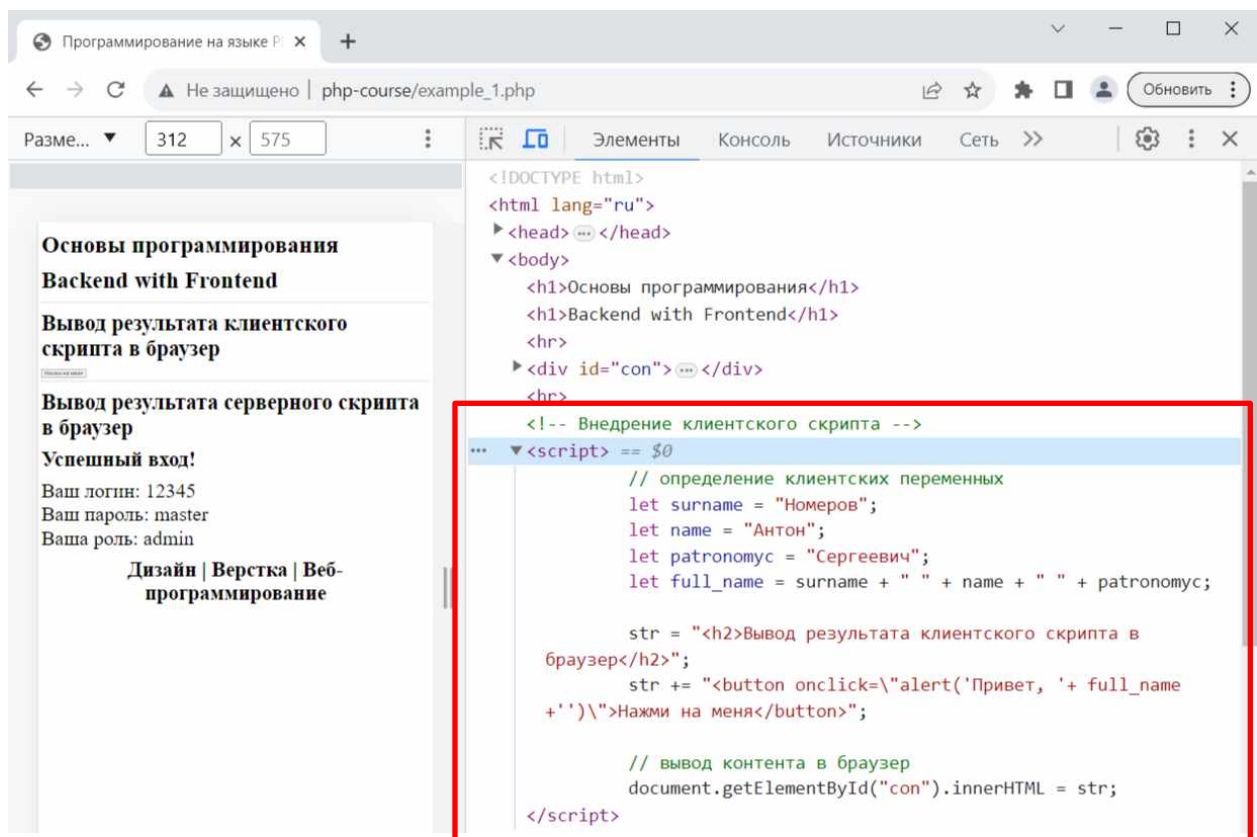 Программирование на языке P
Не защищено | php-course/example_1.php
Обновить
Разме... ▼ 312 × 575
Элементы Консоль Источники Сеть >>
Основы программирования
Backend with Frontend
Вывод результата клиентского
скрипта в браузер
Нажми на меня
Вывод результата серверного скрипта
в браузер
Успешный вход!
Ваш логин: 12345
Ваш пароль: master
Ваша роль: admin
Дизайн | Верстка | Веб-
программирование
<!DOCTYPE html>
<html lang="ru">
<head> ... </head>
<body>
<h1>Основы программирования</h1>
<h1>Backend with Frontend</h1>
<hr>
<div id="con"> ... </div>
<hr>
<!-- Внедрение клиентского скрипта -->
... <script> == $0
// определение клиентских переменных
let surname = "Номеров";
let name = "Антон";
let patronomyc = "Сергеевич";
let full_name = surname + " " + name + " " + patronomyc;
str = "<h2>Вывод результата клиентского скрипта в
браузер</h2>";
str += "<button onclick=\"alert('Привет, '+ full_name
+'')\">Нажми на меня</button>";
// вывод контента в браузер
document.getElementById("con").innerHTML = str;
</script>